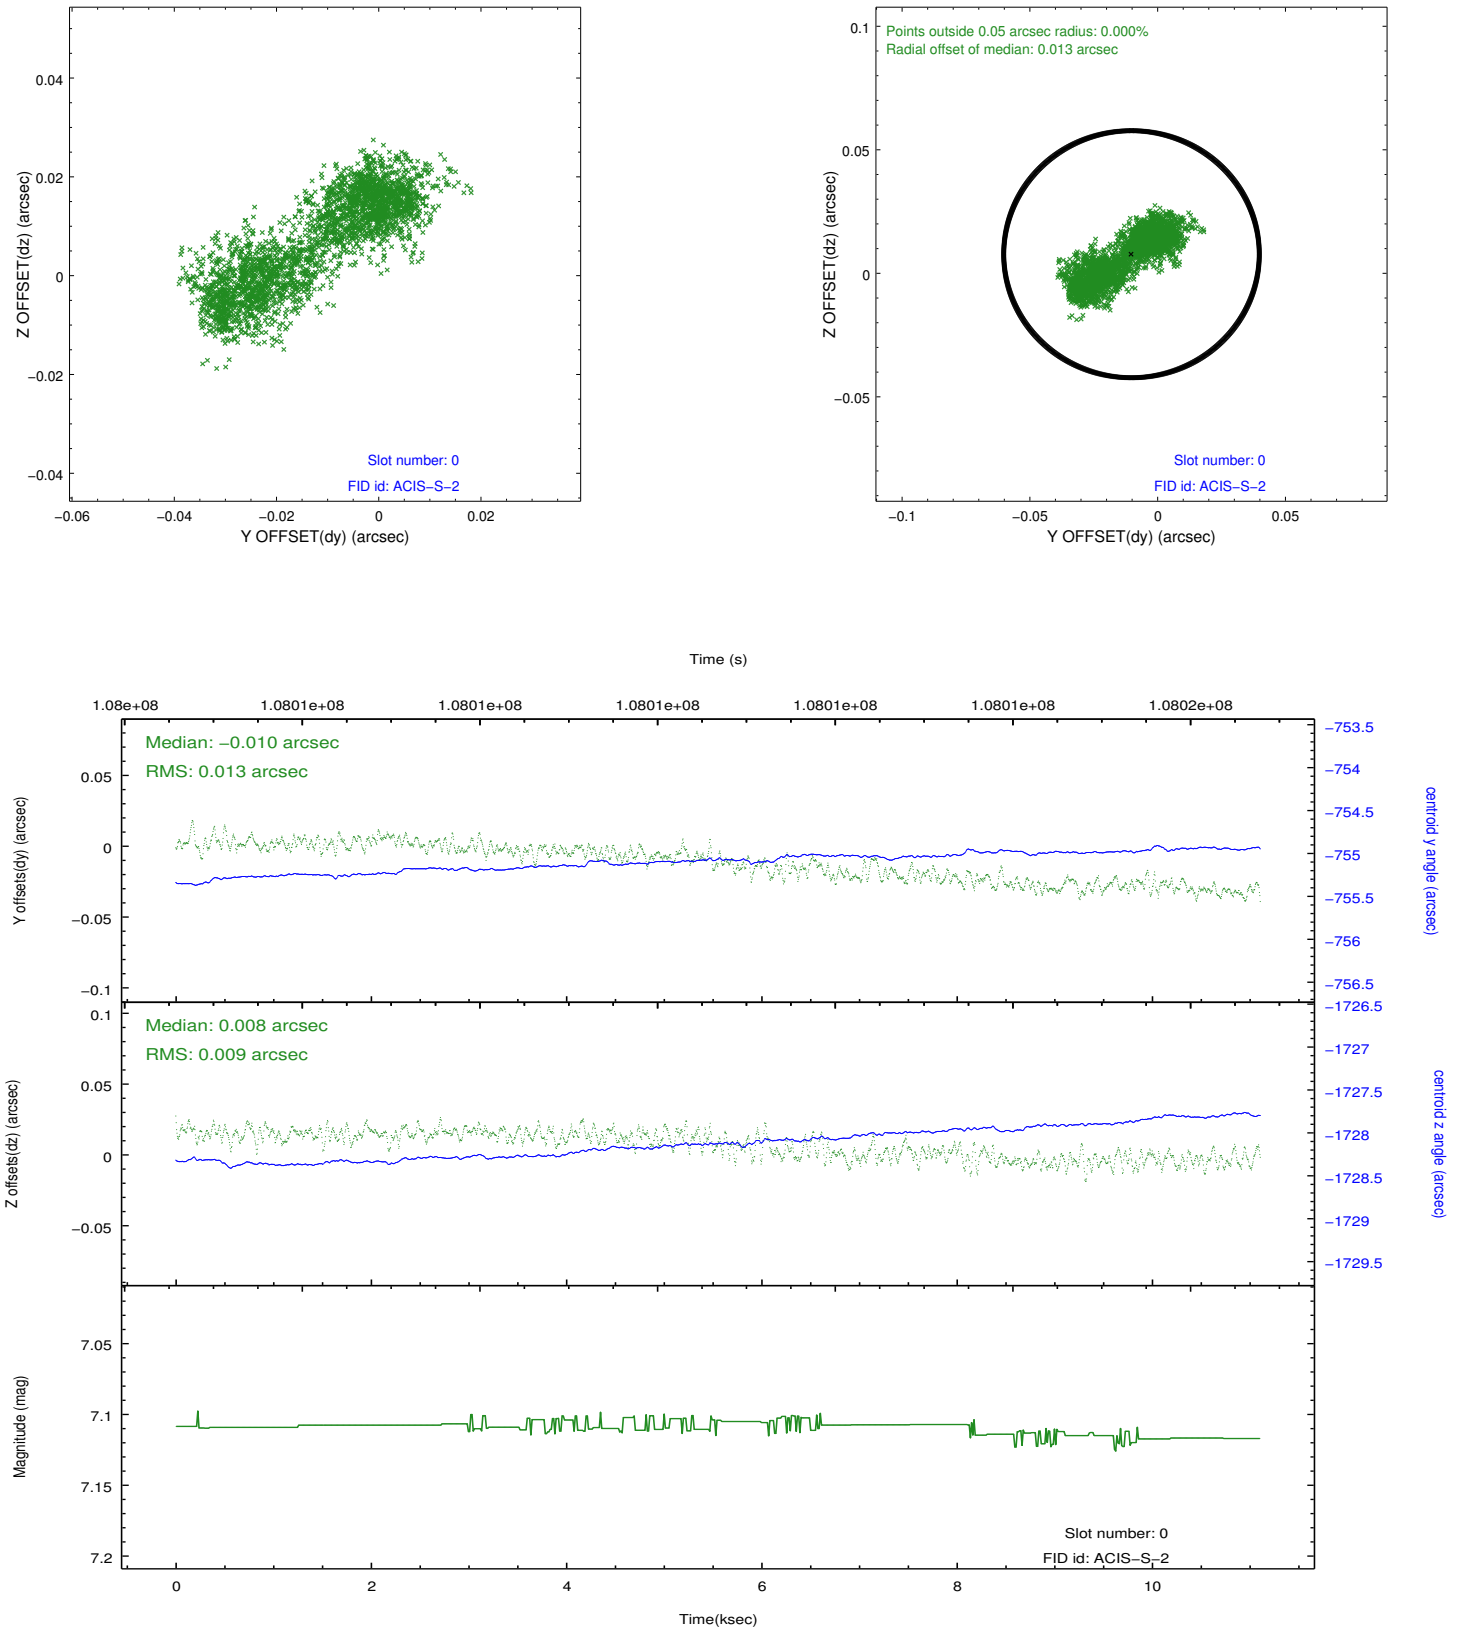 0.04
0.02
0
−0.02
−0.04
−0.06
−0.04
−0.02
0
0.02
Z OFFSET(dz) (arcsec)
Y OFFSET(dy) (arcsec)
Slot number: 0
FID id: ACIS−S−2
Points outside 0.05 arcsec radius: 0.000%
Radial offset of median: 0.013 arcsec
0.1
0.05
0
−0.05
−0.1
−0.05
0
0.05
Z OFFSET(dz) (arcsec)
Y OFFSET(dy) (arcsec)
Slot number: 0
FID id: ACIS−S−2
Time (s)
1.08e+08 1.0801e+08 1.0801e+08 1.0801e+08 1.0801e+08 1.0801e+08 1.0802e+08
Median: −0.010 arcsec
RMS: 0.013 arcsec
0.05
0
−0.05
−0.1
Y offsets(dy) (arcsec)
−753.5
−754
−754.5
−755
−755.5
−756
−756.5
centroid y angle (arcsec)
Median: 0.008 arcsec
RMS: 0.009 arcsec
0.1
0.05
0
−0.05
Z offsets(dz) (arcsec)
−1726.5
−1727
−1727.5
−1728
−1728.5
−1729
−1729.5
centroid z angle (arcsec)
7.05
7.1
7.15
7.2
Magnitude (mag)
Slot number: 0
FID id: ACIS−S−2
0 2 4 6 8 10
Time(ksec)